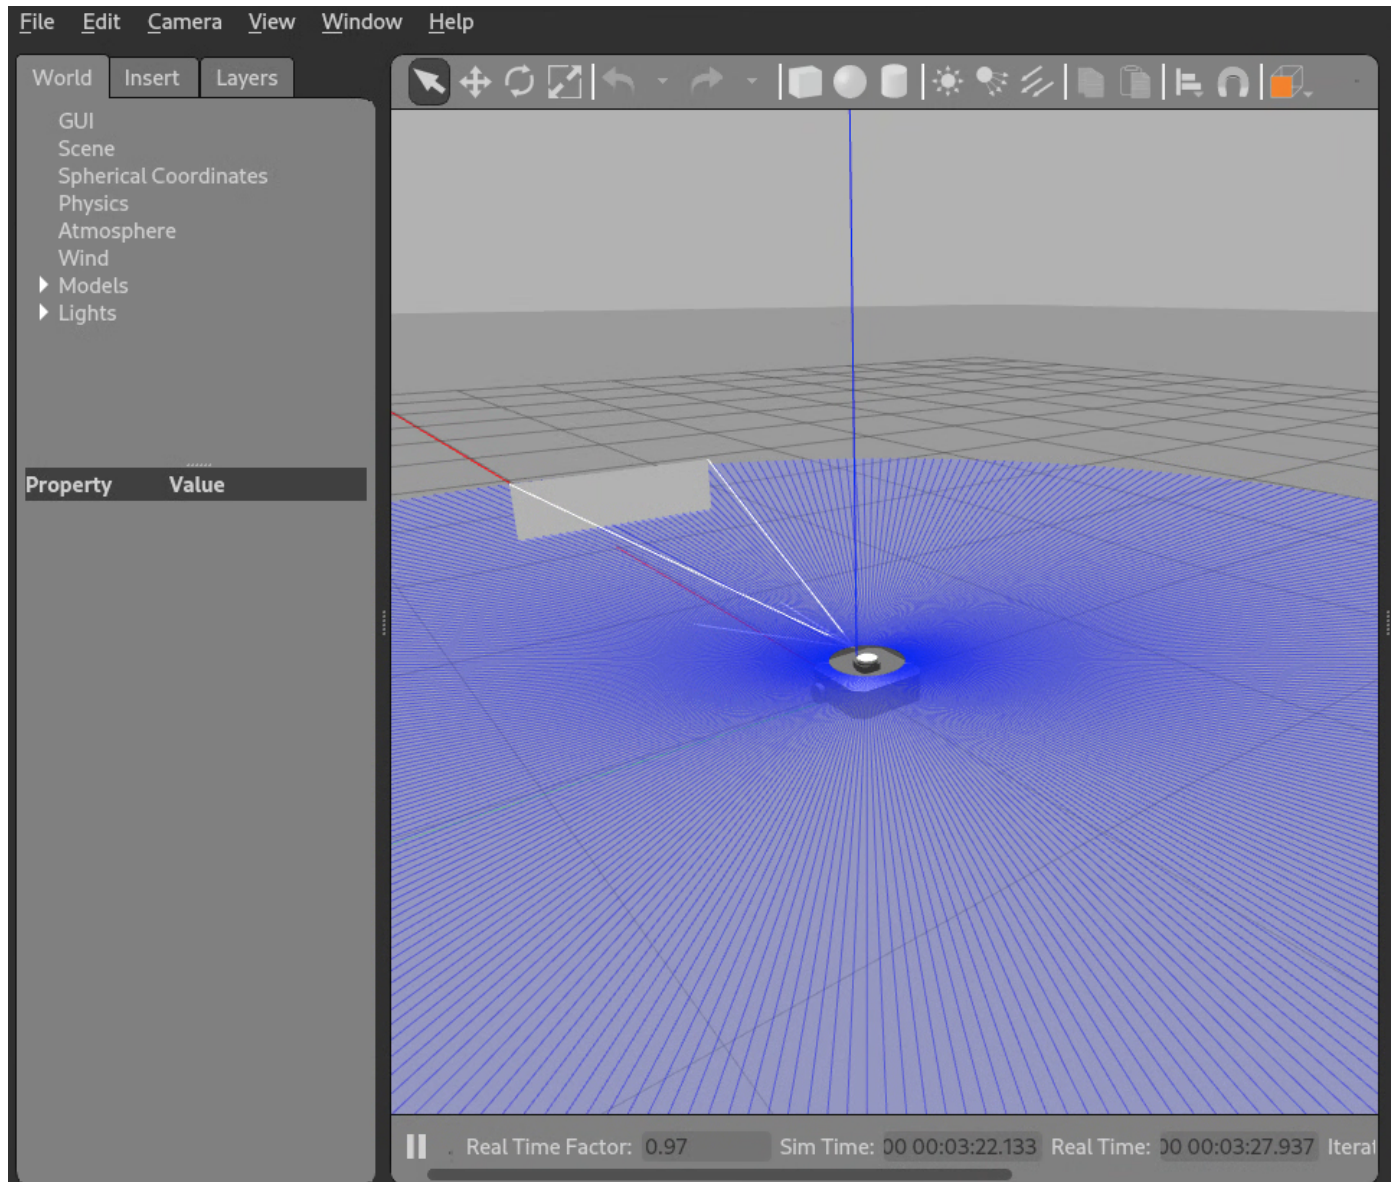 File Edit Camera View Window Help
World Insert Layers
GUI
Scene
Spherical Coordinates
Physics
Atmosphere
Wind
Models
Lights
Property Value
Real Time Factor: 0.97 Sim Time: 00 00:03:22.133 Real Time: 00 00:03:27.937 Iterat